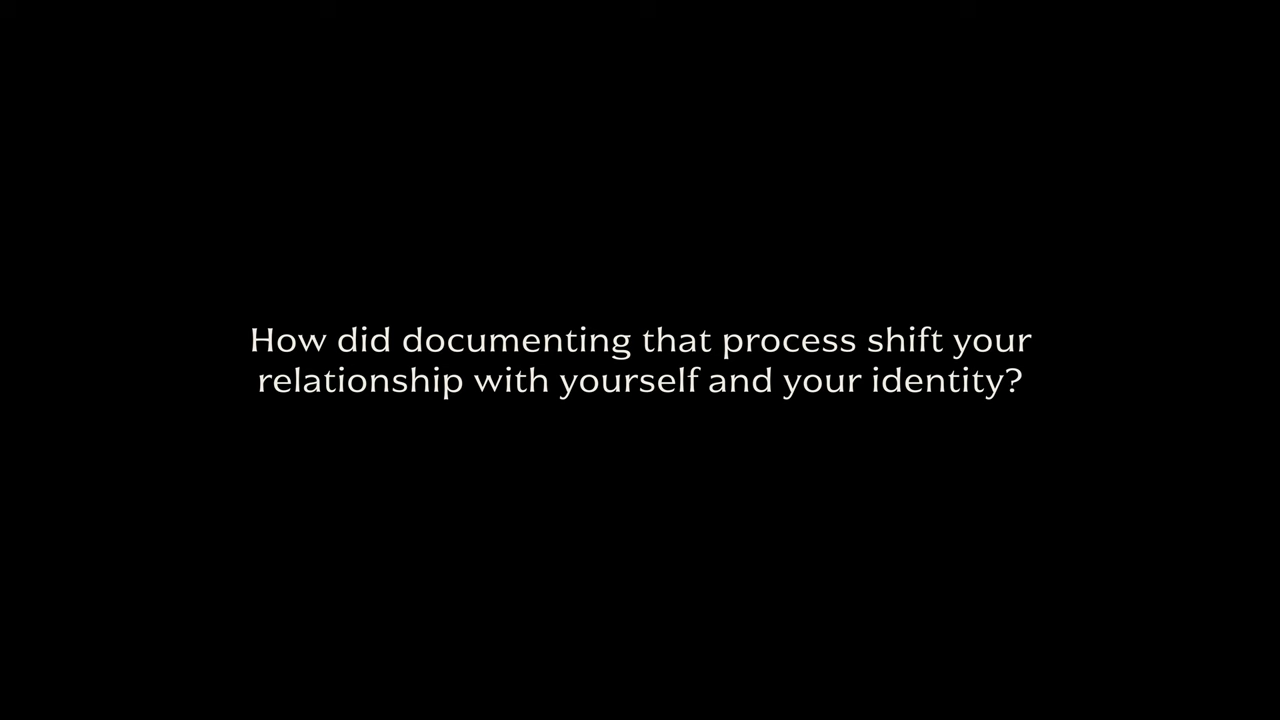 How did documenting that process shift your
relationship with yourself and your identity?